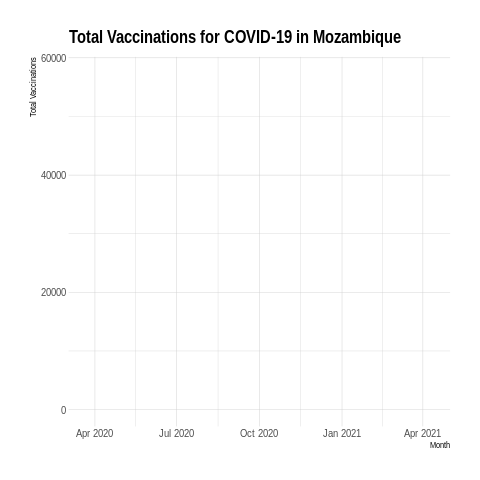 Total Vaccinations for COVID-19 in Mozambique
Total Vaccinations
60000
40000
20000
0
Apr 2020 Jul 2020 Oct 2020 Jan 2021 Apr 2021
Month